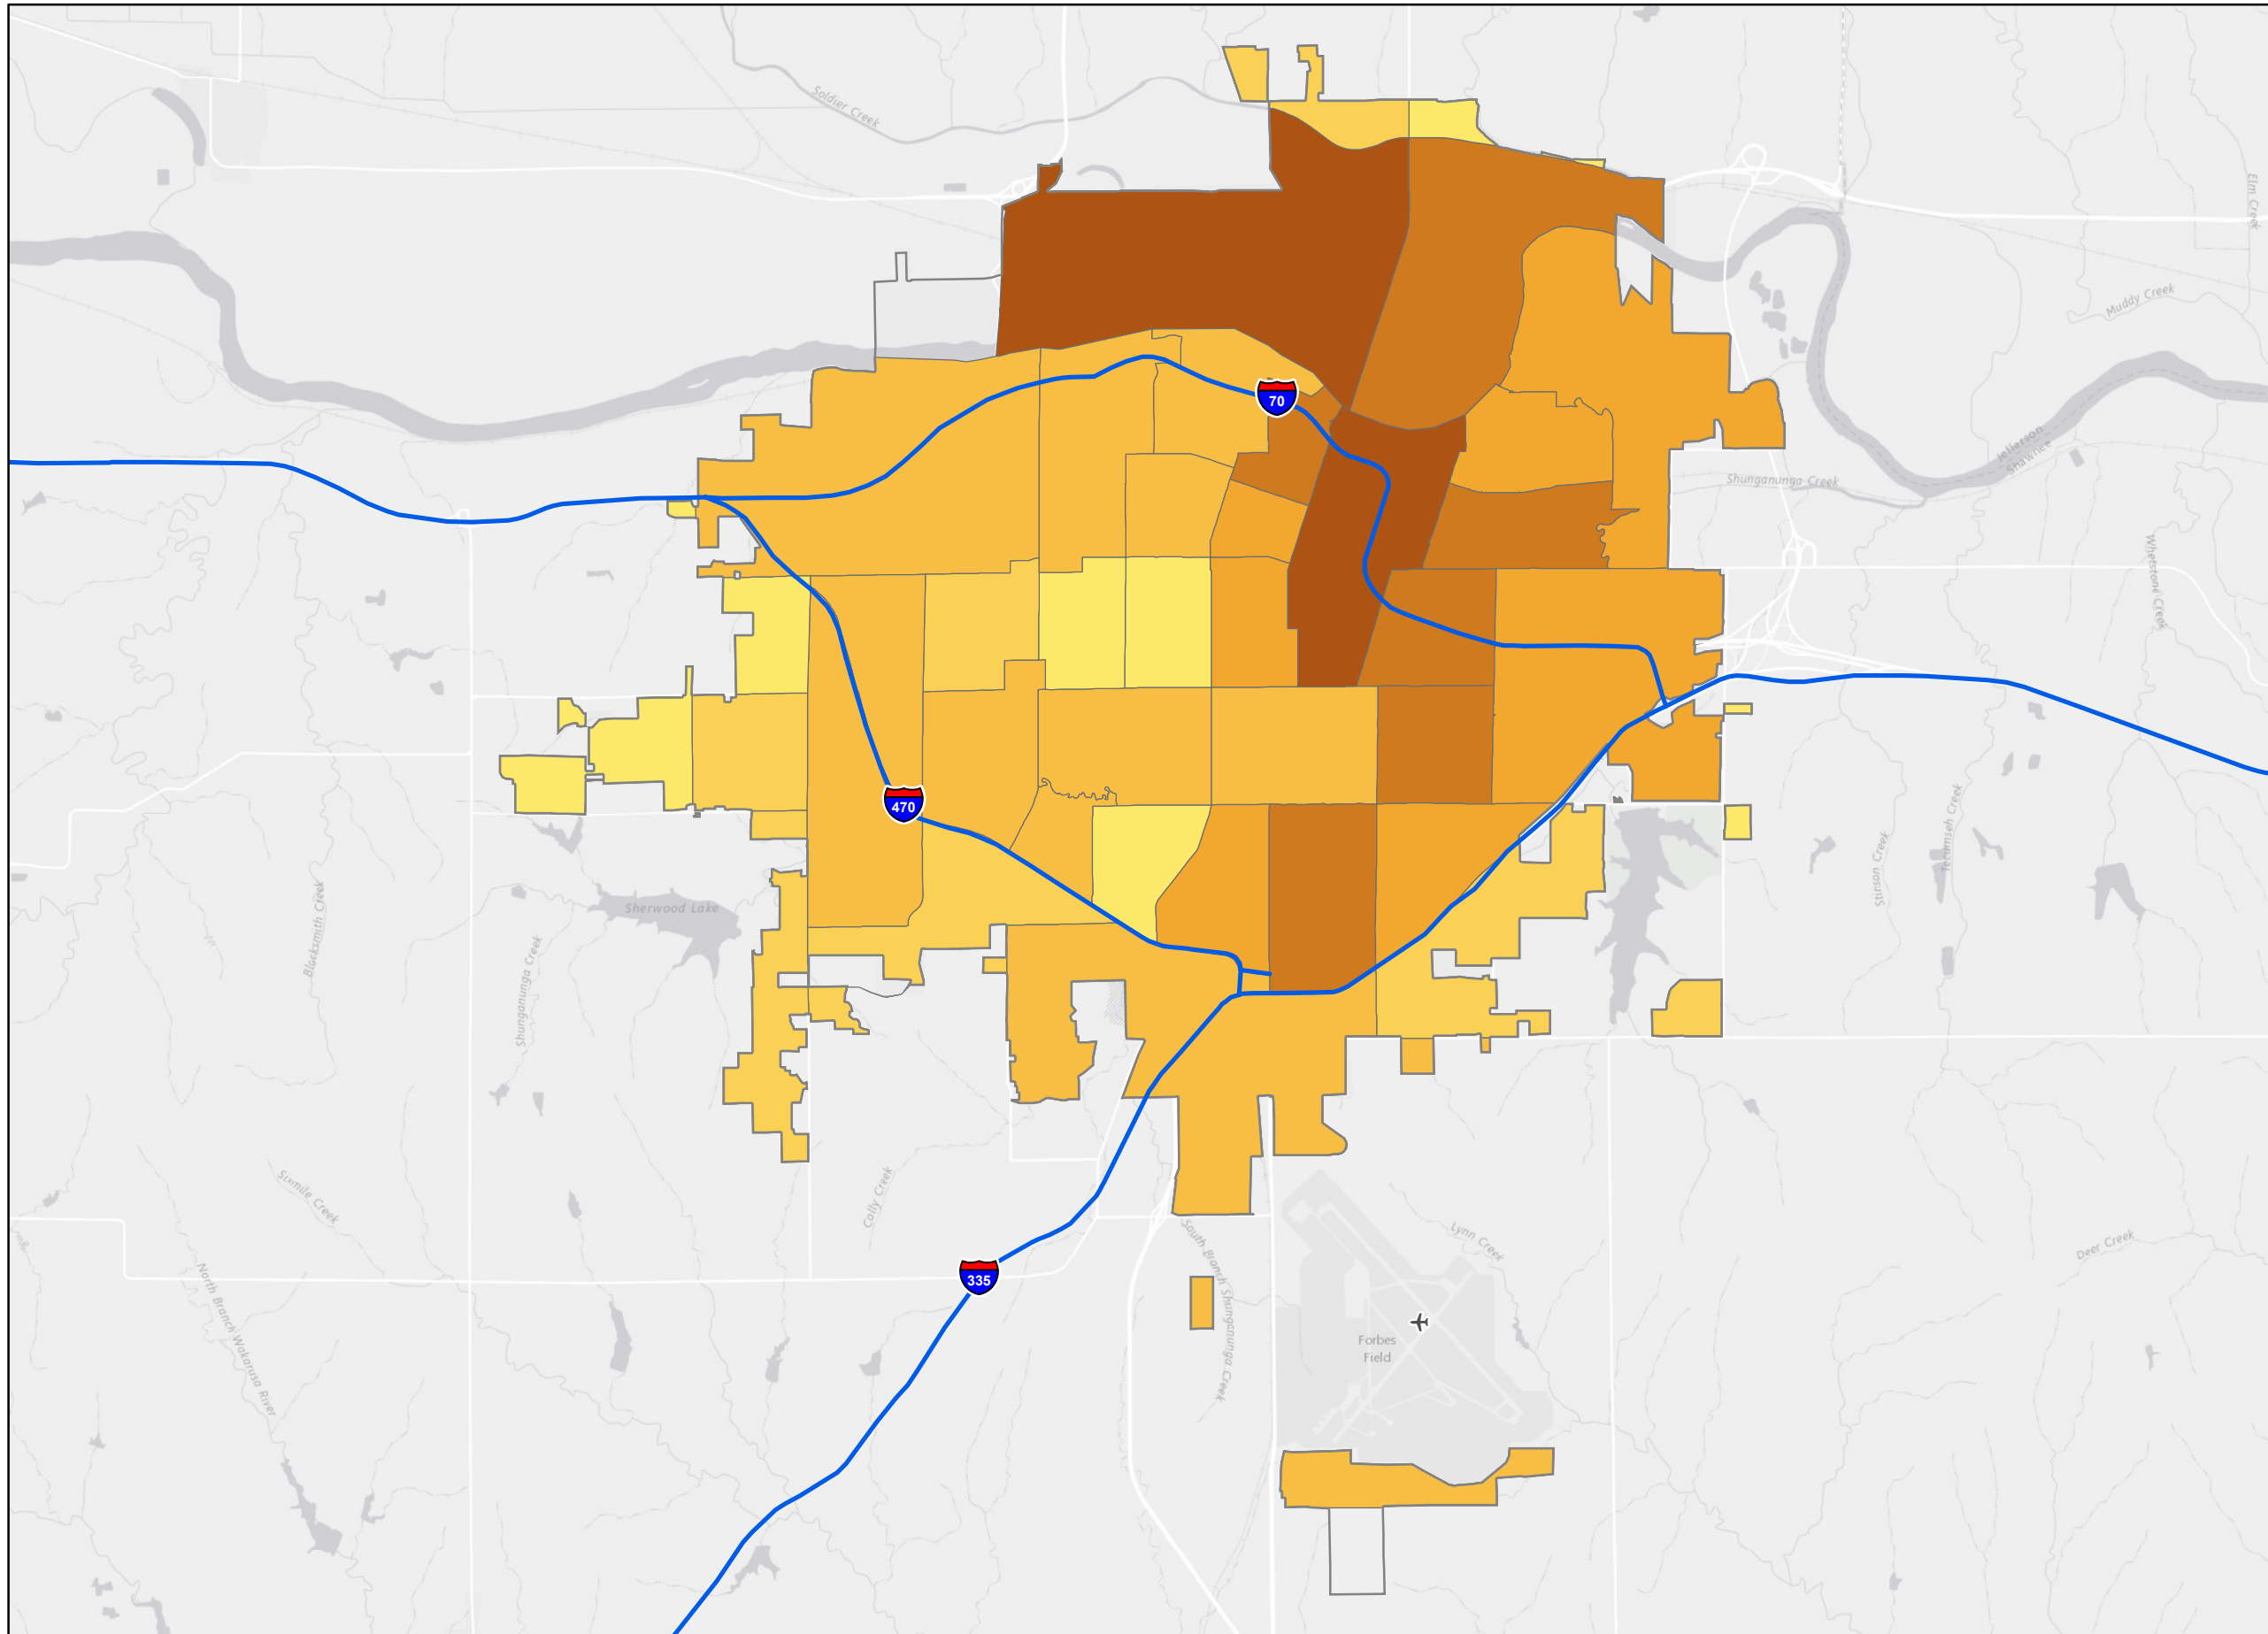 Soldier Creek
Elm Creek
Muddy Creek
70
Jefferson
Shawnee
Shunganunga Creek
Whetstone Creek
470
Sherwood Lake
Blacksmith Creek
Shunganunga Creek
Stinson Creek
Tecumseh Creek
Sixmile Creek
Colly Creek
South Branch Shunganunga Creek
Lynn Creek
Deer Creek
North Branch Wakarusa River
335
Forbes
Field